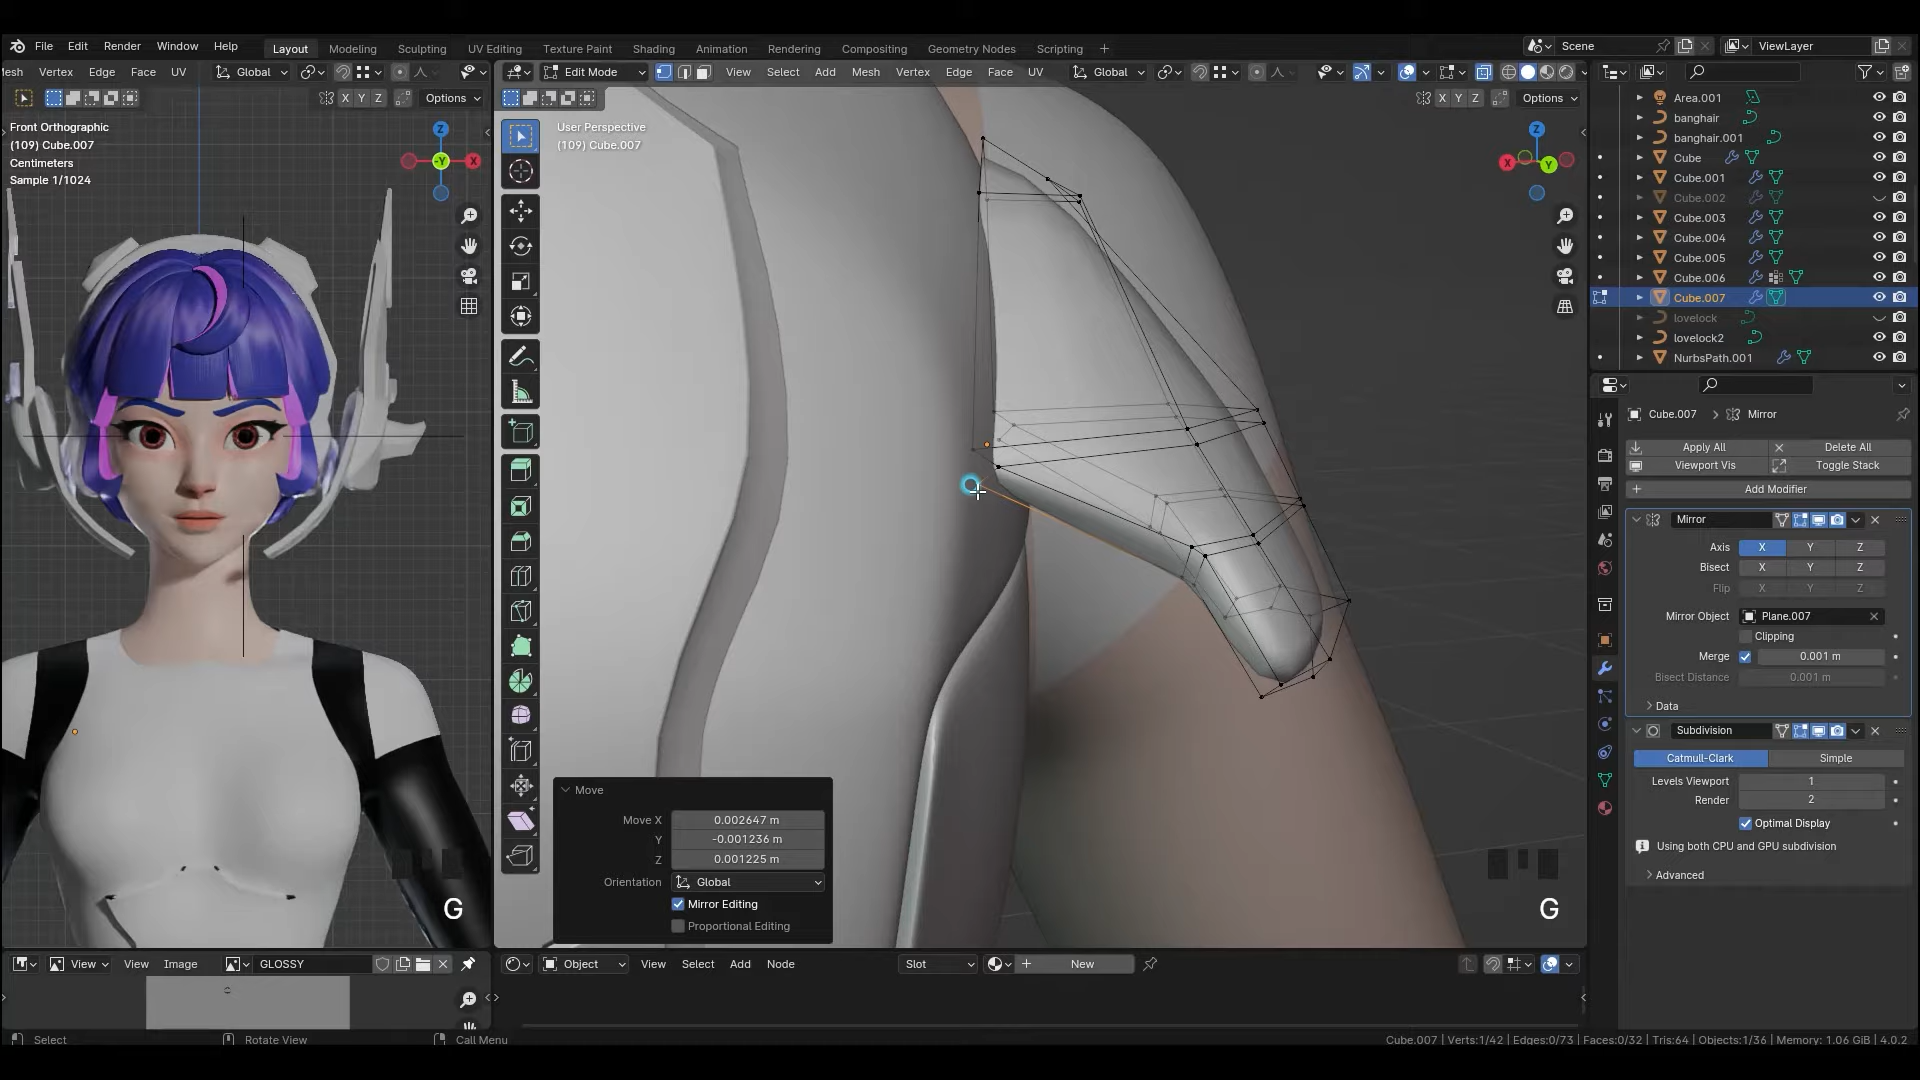 File Edit Render Window Help Layout Modeling Sculpting UV Editing Texture Paint Shading Animation Rendering Compositing Geometry Nodes Scripting + Scene ViewLayer
esh Vertex Edge Face UV Global
Edit Mode View Select Add Mesh Vertex Edge Face UV Global
X Y Z Options
X Y Z Options
Front Orthographic
(109) Cube.007
Centimeters
Sample 1/1024
Z
-Y
X
User Perspective
(109) Cube.007
Z
X
Y
Area.001
banghair
banghair.001
Cube
Cube.001
Cube.002
Cube.003
Cube.004
Cube.005
Cube.006
Cube.007
lovelock
lovelock2
NurbsPath.001
Cube.007 > Mirror
Apply All Delete All
Viewport Vis Toggle Stack
+ Add Modifier
Mirror
Axis X Y Z
Bisect X Y Z
Flip X Y Z
Mirror Object Plane.007
Clipping
Merge 0.001 m
Bisect Distance 0.001 m
Data
Subdivision
Catmull-Clark Simple
Levels Viewport 1
Render 2
Optimal Display
Using both CPU and GPU subdivision
Advanced
Move
Move X 0.002647 m
Y -0.001236 m
Z 0.001225 m
Orientation Global
Mirror Editing
Proportional Editing
G
G
View View Image GLOSSY
Object View Select Add Node Slot + New
Select Rotate View Call Menu
Cube.007 | Verts:1/42 | Edges:0/73 | Faces:0/32 | Tris:64 | Objects:1/36 | Memory: 1.06 GiB | 4.0.2